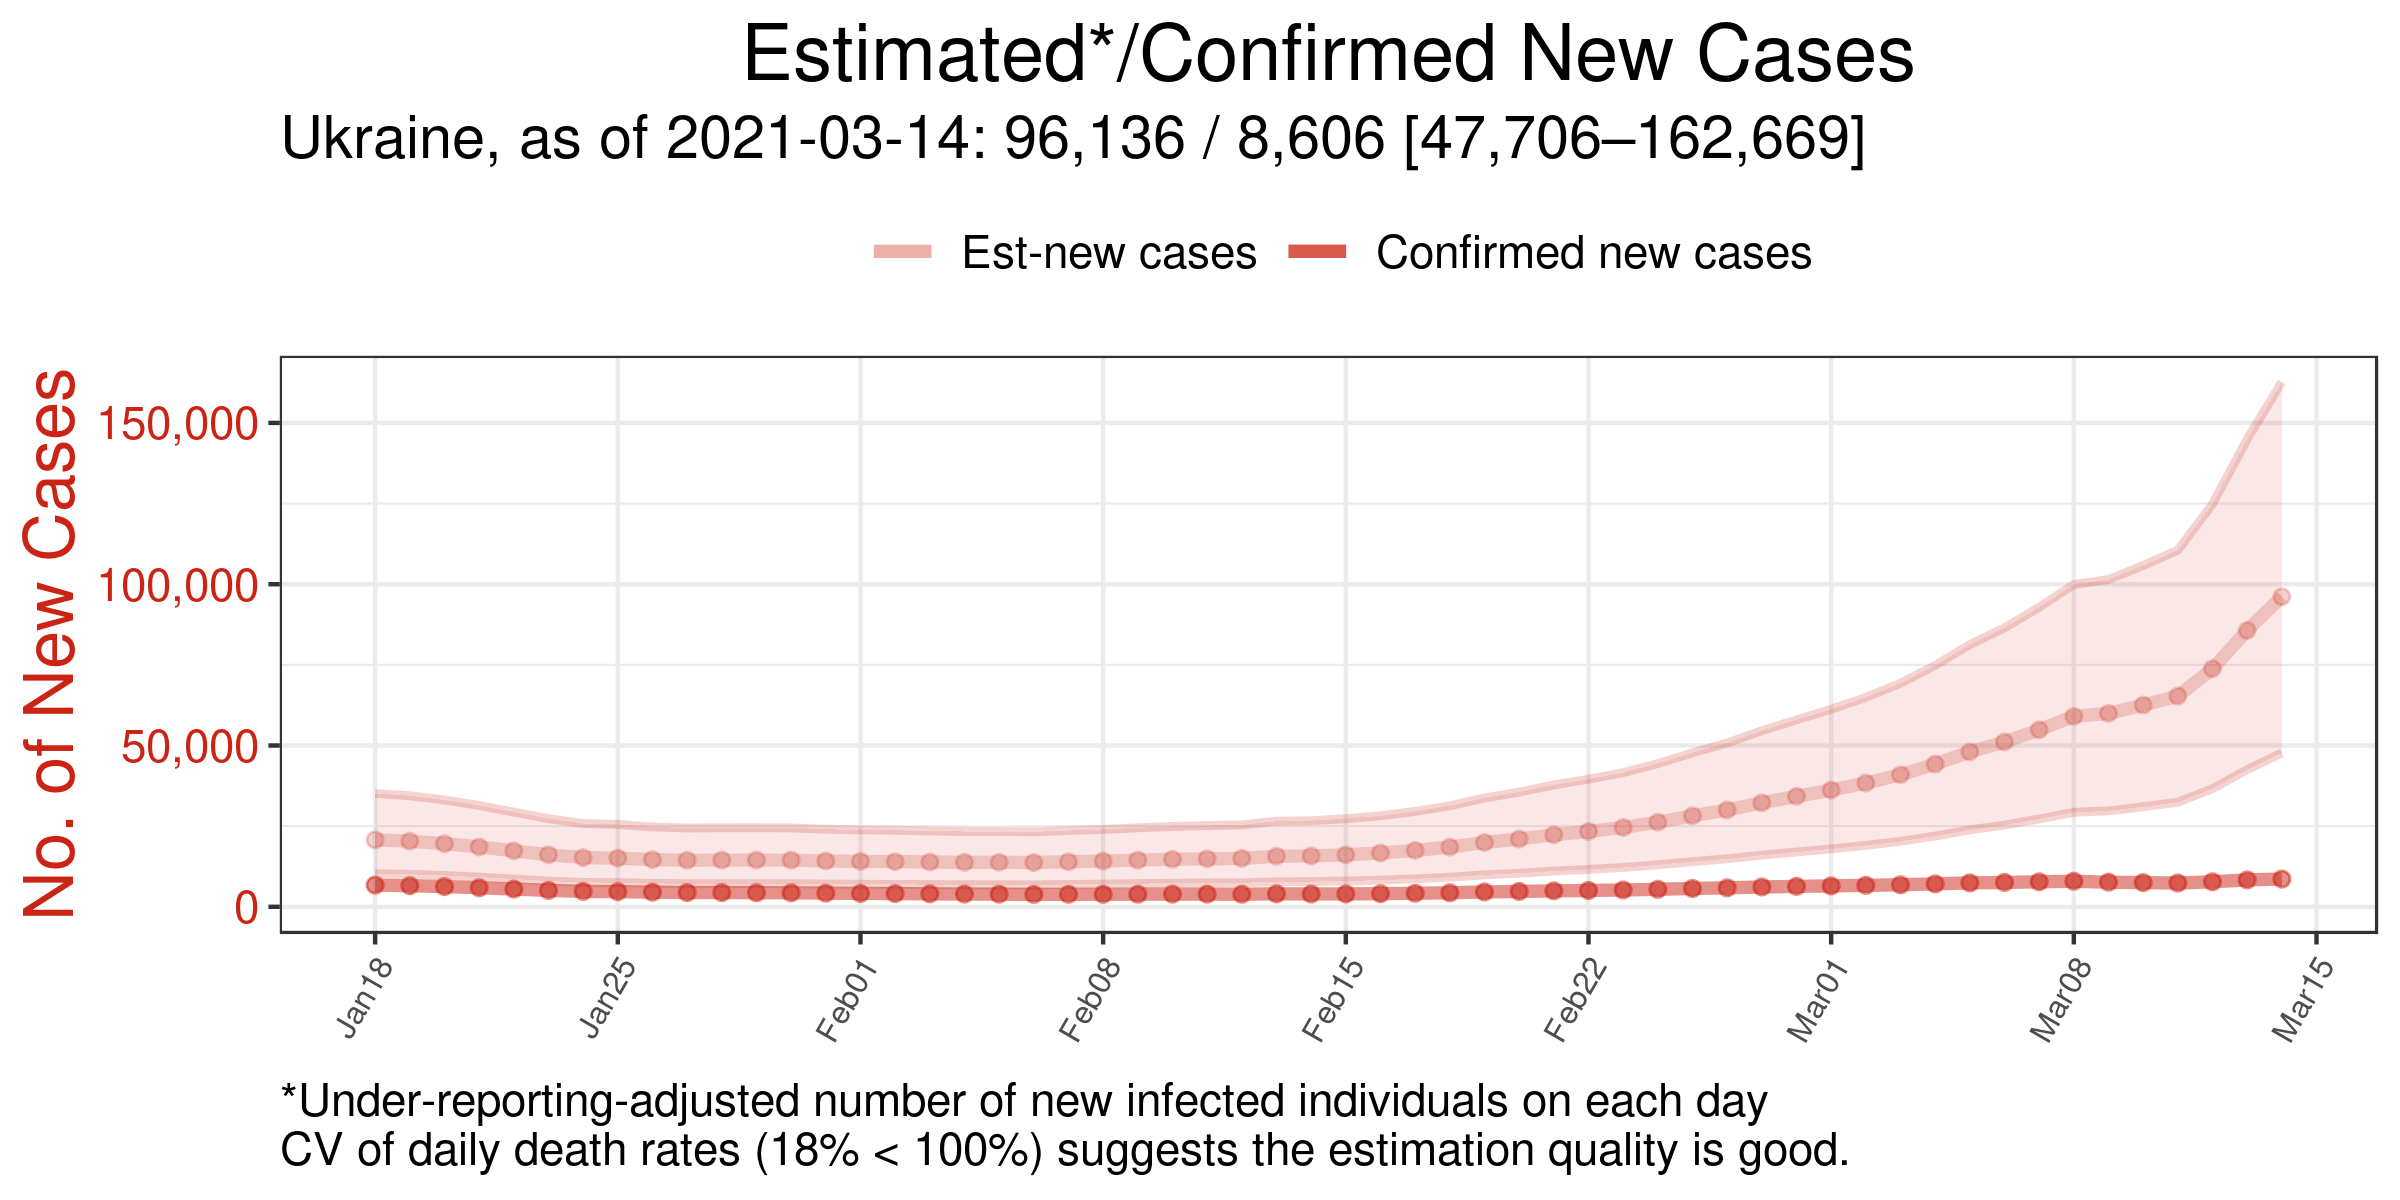 Estimated*/Confirmed New Cases
Ukraine, as of 2021-03-14: 96,136 / 8,606 [47,706–162,669]
Est-new cases Confirmed new cases
No. of New Cases
150,000
100,000
50,000
0
Jan18 Jan25 Feb01 Feb08 Feb15 Feb22 Mar01 Mar08 Mar15
*Under-reporting-adjusted number of new infected individuals on each day
CV of daily death rates (18% < 100%) suggests the estimation quality is good.